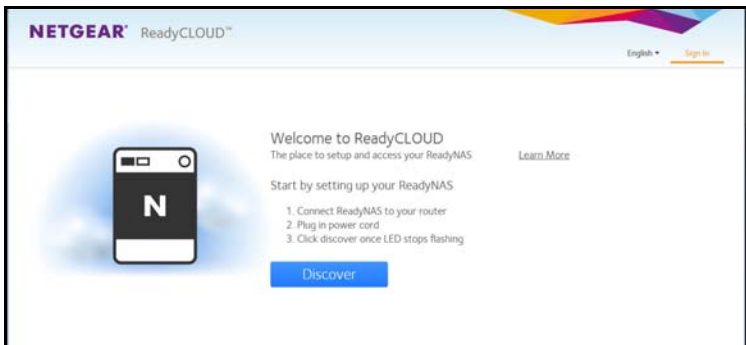 NETGEAR® ReadyCLOUD™
English Sign In
Welcome to ReadyCLOUD
The place to setup and access your ReadyNAS Learn More
Start by setting up your ReadyNAS
1. Connect ReadyNAS to your router
2. Plug in power cord
3. Click discover once LED stops flashing
N
Discover